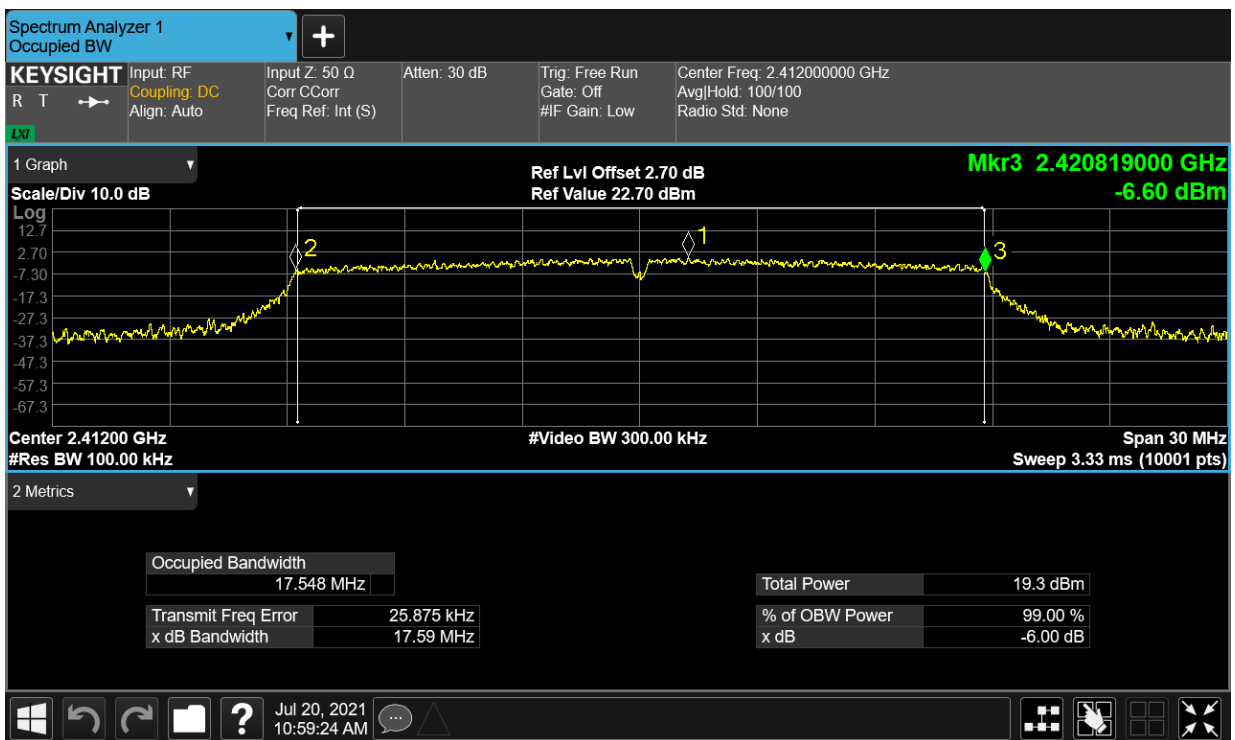 Spectrum Analyzer 1
Occupied BW
KEYSIGHT
R T
LXI
Input: RF
Coupling: DC
Align: Auto
Input Z: 50 Ω
Corr CCorr
Freq Ref: Int (S)
Atten: 30 dB
Trig: Free Run
Gate: Off
#IF Gain: Low
Center Freq: 2.412000000 GHz
Avg|Hold: 100/100
Radio Std: None
1 Graph
Scale/Div 10.0 dB
Ref Lvl Offset 2.70 dB
Ref Value 22.70 dBm
Mkr3 2.420819000 GHz
-6.60 dBm
Log
12.7
2.70
-7.30
-17.3
-27.3
-37.3
-47.3
-57.3
-67.3
2
1
3
Center 2.41200 GHz
#Video BW 300.00 kHz
Span 30 MHz
#Res BW 100.00 kHz
Sweep 3.33 ms (10001 pts)
2 Metrics
Occupied Bandwidth
17.548 MHz
Total Power 19.3 dBm
Transmit Freq Error 25.875 kHz
% of OBW Power 99.00 %
x dB Bandwidth 17.59 MHz
x dB -6.00 dB
?
Jul 20, 2021
10:59:24 AM